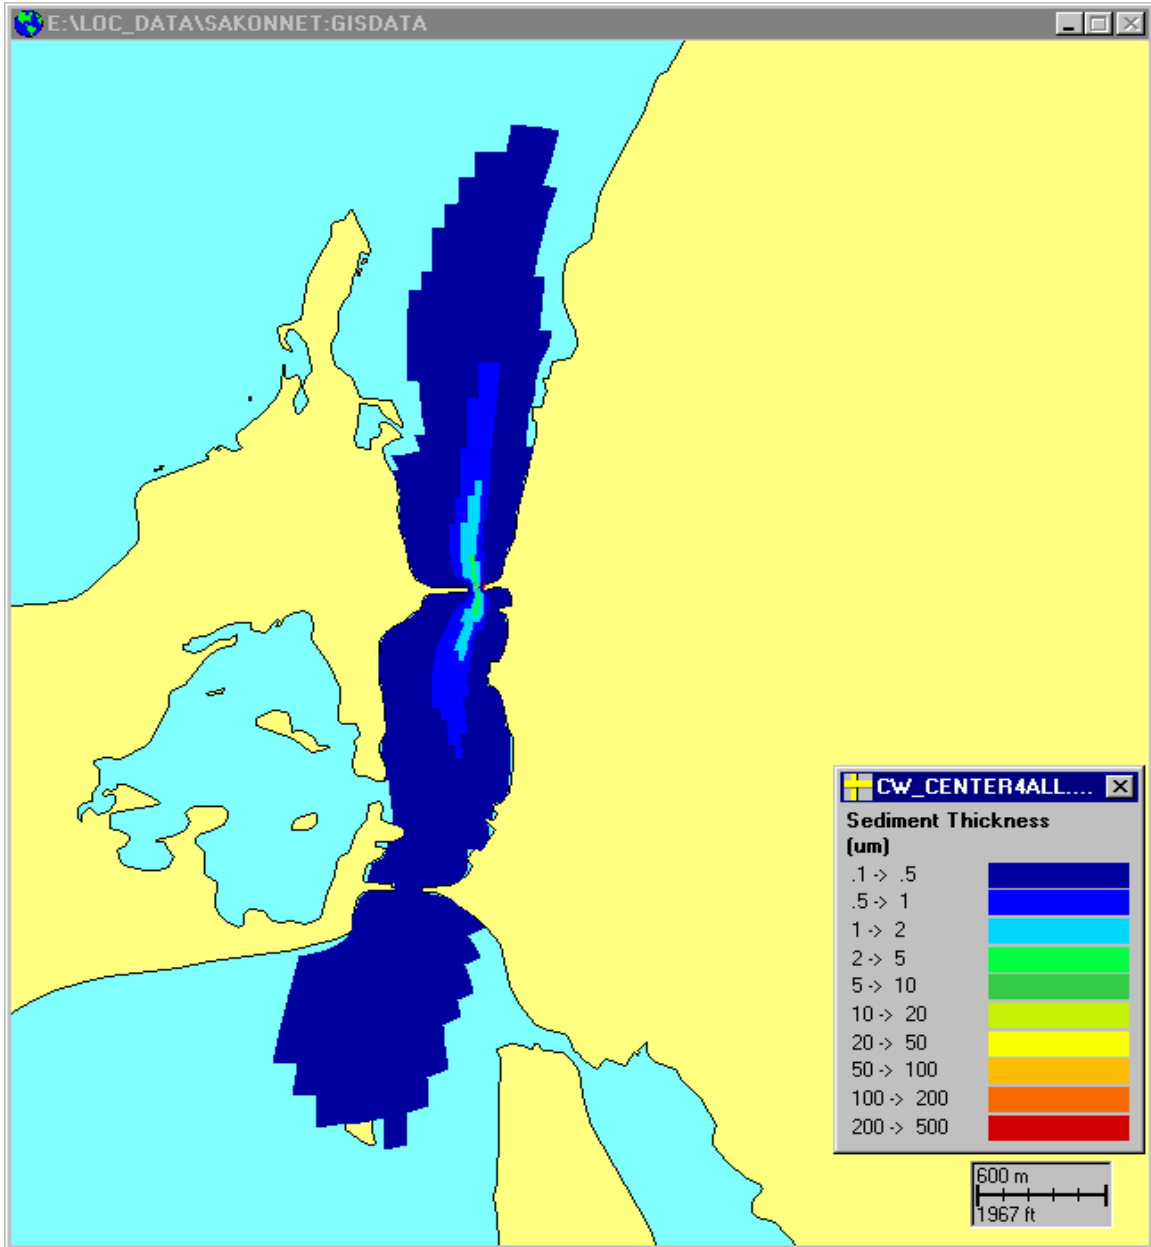 E:\LOC_DATA\SAKONNET:GISDATA
CW_CENTER4ALL....
Sediment Thickness
(um)
.1 -> .5
.5 -> 1
1 -> 2
2 -> 5
5 -> 10
10 -> 20
20 -> 50
50 -> 100
100 -> 200
200 -> 500
600 m
1967 ft